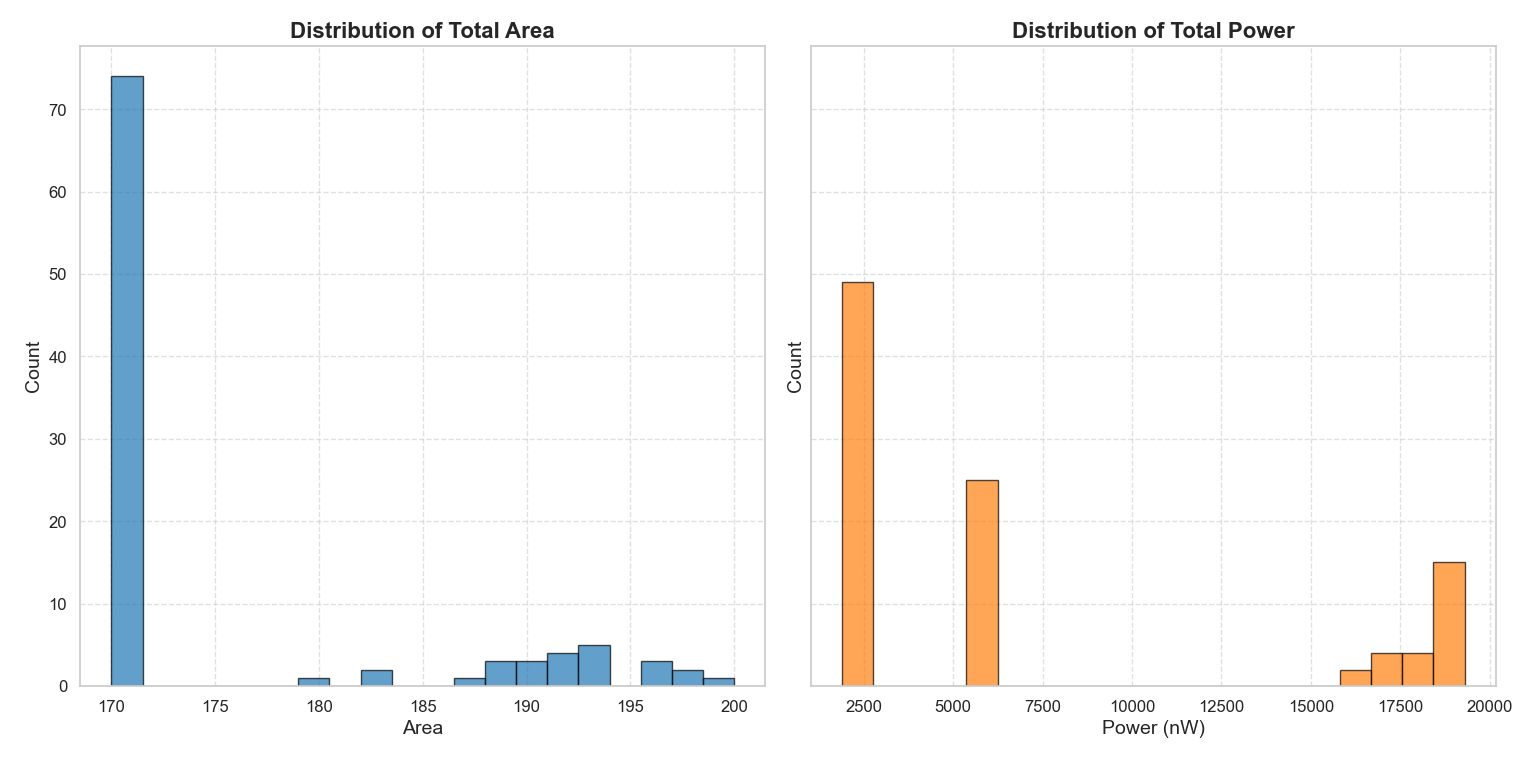 Distribution of Total Area
Distribution of Total Power
70
60
50
40
30
20
10
0
Count
Count
170 175 180 185 190 195 200
2500 5000 7500 10000 12500 15000 17500 20000
Area
Power (nW)